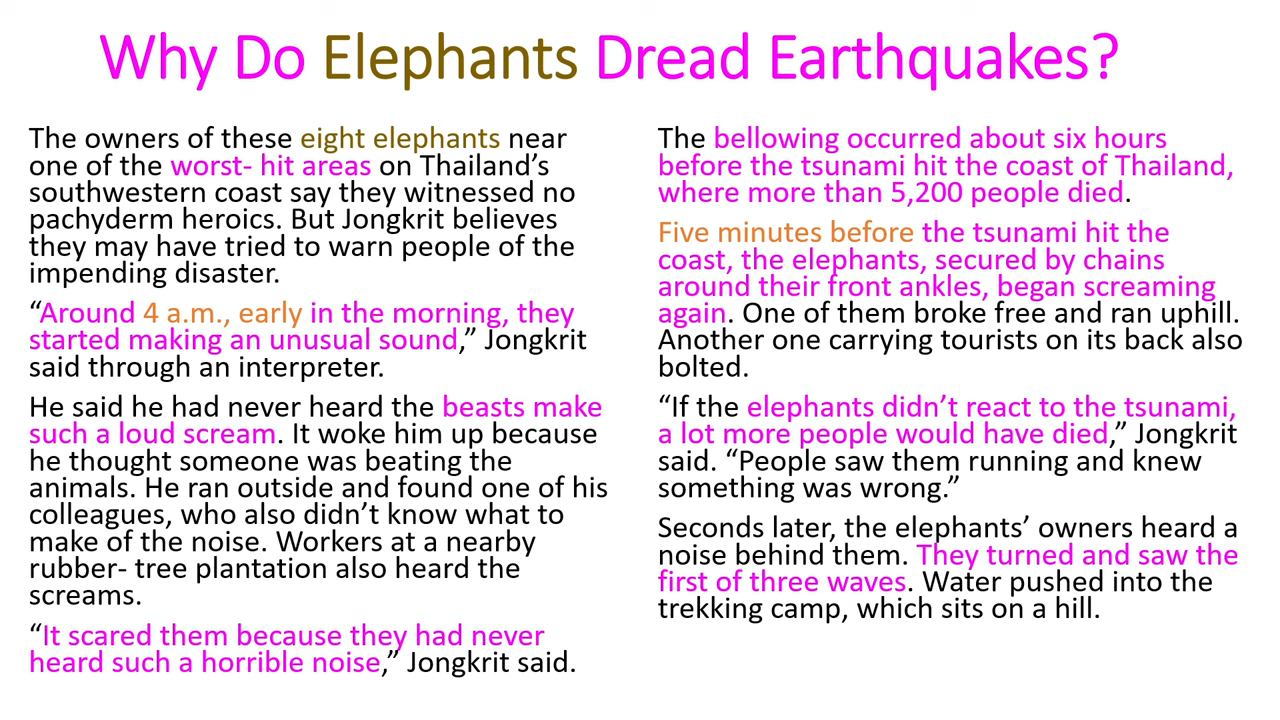 Why Do Elephants Dread Earthquakes?
The owners of these eight elephants near
one of the worst- hit areas on Thailand’s
southwestern coast say they witnessed no
pachyderm heroics. But Jongkrit believes
they may have tried to warn people of the
impending disaster.
“Around 4 a.m., early in the morning, they
started making an unusual sound,” Jongkrit
said through an interpreter.
He said he had never heard the beasts make
such a loud scream. It woke him up because
he thought someone was beating the
animals. He ran outside and found one of his
colleagues, who also didn’t know what to
make of the noise. Workers at a nearby
rubber- tree plantation also heard the
screams.
“It scared them because they had never
heard such a horrible noise,” Jongkrit said.
The bellowing occurred about six hours
before the tsunami hit the coast of Thailand,
where more than 5,200 people died.
Five minutes before the tsunami hit the
coast, the elephants, secured by chains
around their front ankles, began screaming
again. One of them broke free and ran uphill.
Another one carrying tourists on its back also
bolted.
“If the elephants didn’t react to the tsunami,
a lot more people would have died,” Jongkrit
said. “People saw them running and knew
something was wrong.”
Seconds later, the elephants’ owners heard a
noise behind them. They turned and saw the
first of three waves. Water pushed into the
trekking camp, which sits on a hill.